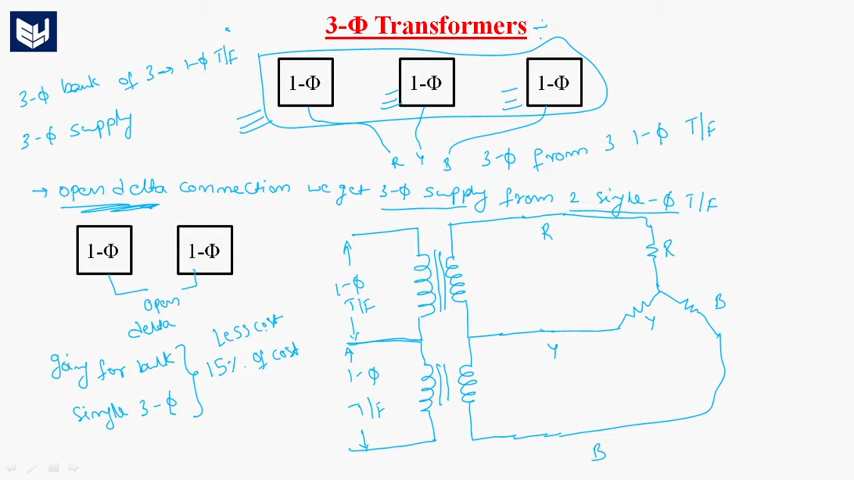 3-Φ Transformers :-
3-ϕ bank of 3 → 1-ϕ T/F
3-ϕ supply
1-Φ
1-Φ
1-Φ
R Y B
3-ϕ from 3 1-ϕ T/F
→ open delta connection we get 3-ϕ supply from 2 single-ϕ T/F
1-Φ
1-Φ
open
delta
going for bulk
single 3-ϕ
Less cost
15% of cost
1-ϕ
T/F
1-ϕ
T/F
R
R
Y
Y
B
B